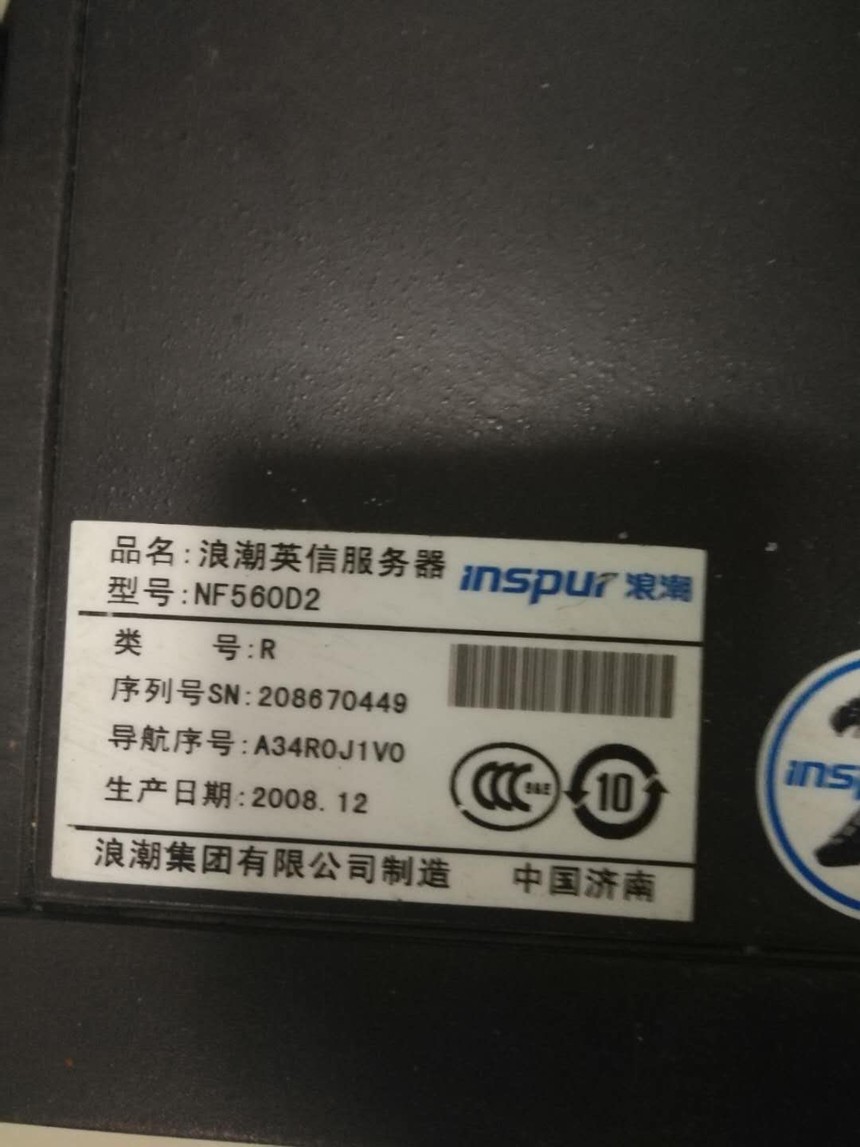 品名:浪潮英信服务器
inspur 浪潮
型号:NF560D2
类 号:R
序列号SN:208670449
导航序号:A34R0J1V0
CCC S&E
10
生产日期:2008.12
浪潮集团有限公司制造 中国济南